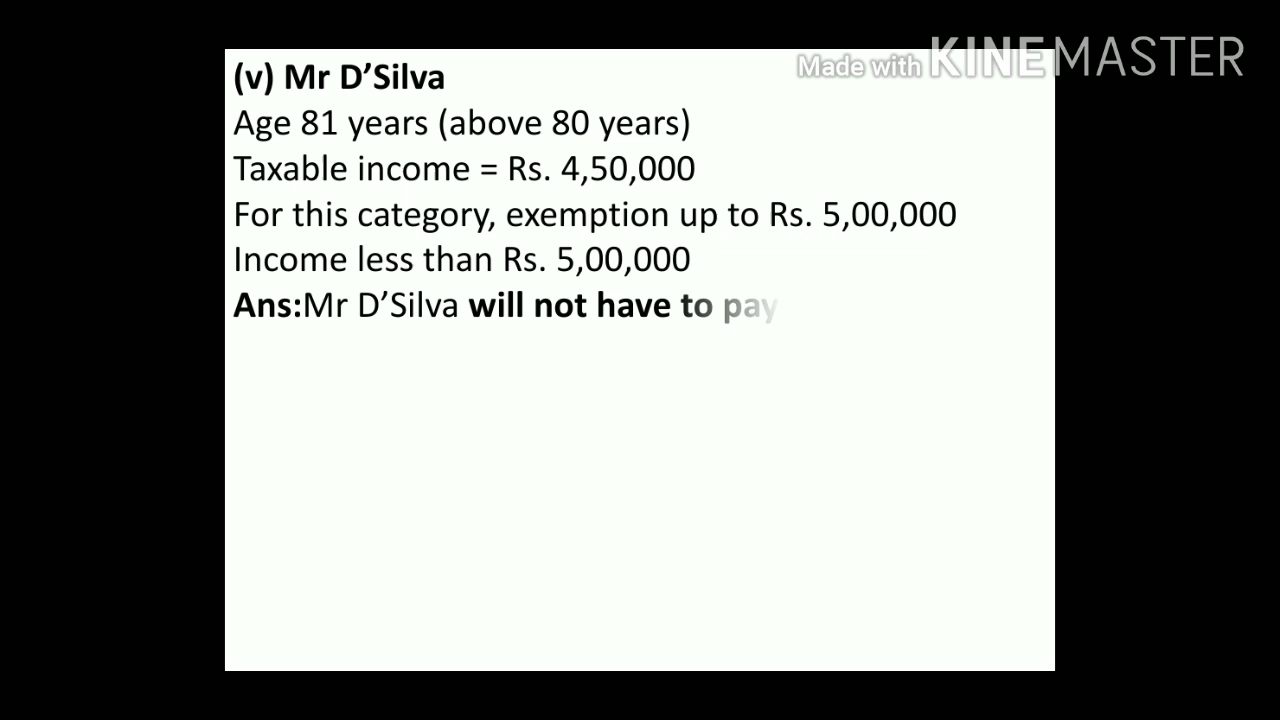 Made with KINEMASTER
(v) Mr D’Silva
Age 81 years (above 80 years)
Taxable income = Rs. 4,50,000
For this category, exemption up to Rs. 5,00,000
Income less than Rs. 5,00,000
Ans:Mr D’Silva will not have to pay